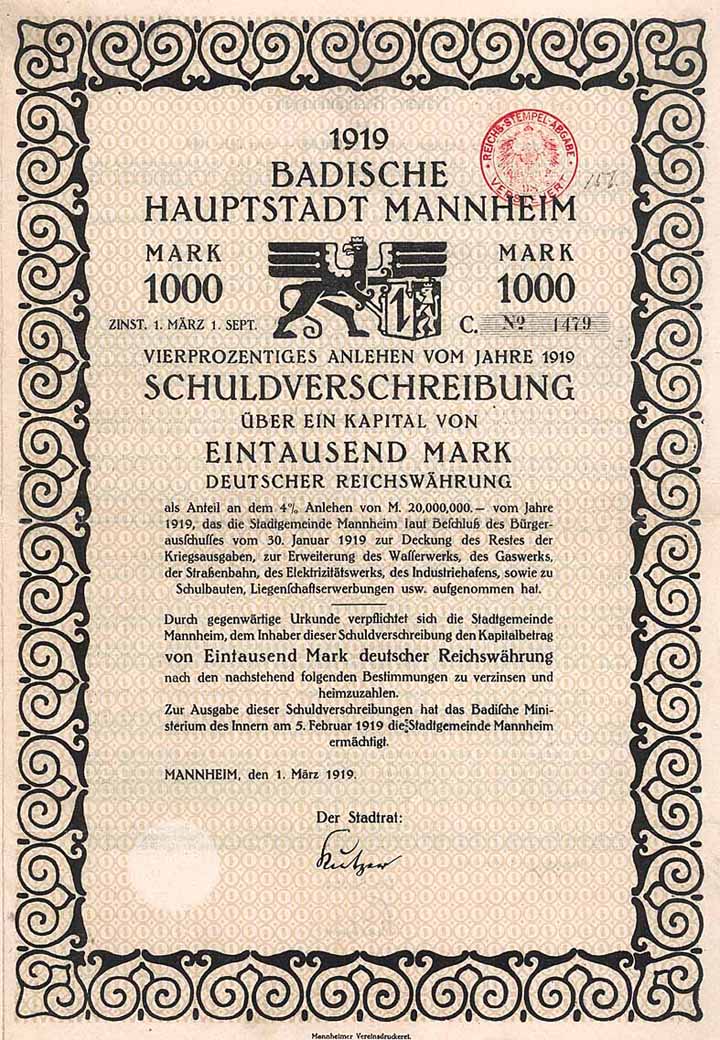 1919
BADISCHE
HAUPTSTADT MANNHEIM
REICHS-STEMPEL-ABGABE
VERSTEUERT
MARK
1000
MARK
1000
ZINST. 1. MÄRZ 1. SEPT.
C. No 1479
VIERPROZENTIGES ANLEHEN VOM JAHRE 1919
SCHULDVERSCHREIBUNG
ÜBER EIN KAPITAL VON
EINTAUSEND MARK
DEUTSCHER REICHSWÄHRUNG
als Anteil an dem 4% Anlehen von M. 20,000,000.— vom Jahre
1919, das die Stadtgemeinde Mannheim laut Beſchluß des Bürger-
auschuſſes vom 30. Januar 1919 zur Deckung des Reſtes der
Kriegsausgaben, zur Erweiterung des Waſſerwerks, des Gaswerks,
der Straßenbahn, des Elektrizitätswerks, des Induſtriehafens, sowie zu
Schulbauten, Liegenſchaftserwerbungen usw. aufgenommen hat.
Durch gegenwärtige Urkunde verpflichtet sich die Stadtgemeinde
Mannheim, dem Inhaber dieser Schuldverschreibung den Kapitalbetrag
von Eintausend Mark deutscher Reichswährung
nach den nachstehend folgenden Bestimmungen zu verzinsen und
heimzuzahlen.
Zur Ausgabe dieser Schuldverschreibungen hat das Badiſche Mini-
sterium des Innern am 5. Februar 1919 die Stadtgemeinde Mannheim
ermächtigt.
MANNHEIM, den 1. März 1919.
Der Stadtrat:
Kutzer
Mannheimer Vereinsdruckerei.